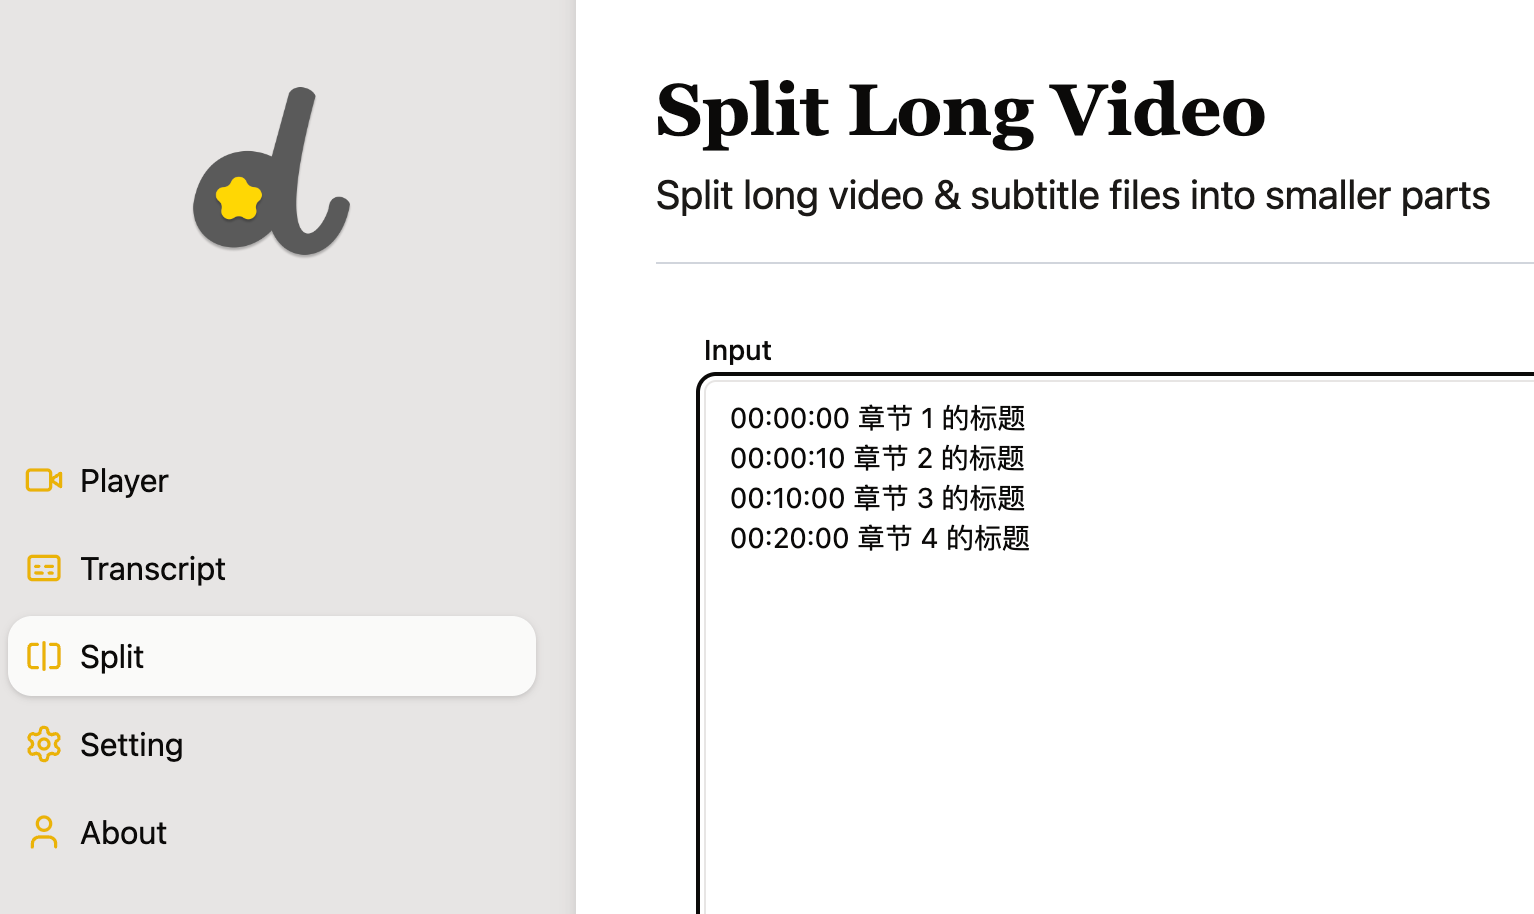 Player
Transcript
Split
Setting
About
Split Long Video
Split long video & subtitle files into smaller parts
Input
00:00:00 章节 1 的标题
00:00:10 章节 2 的标题
00:10:00 章节 3 的标题
00:20:00 章节 4 的标题